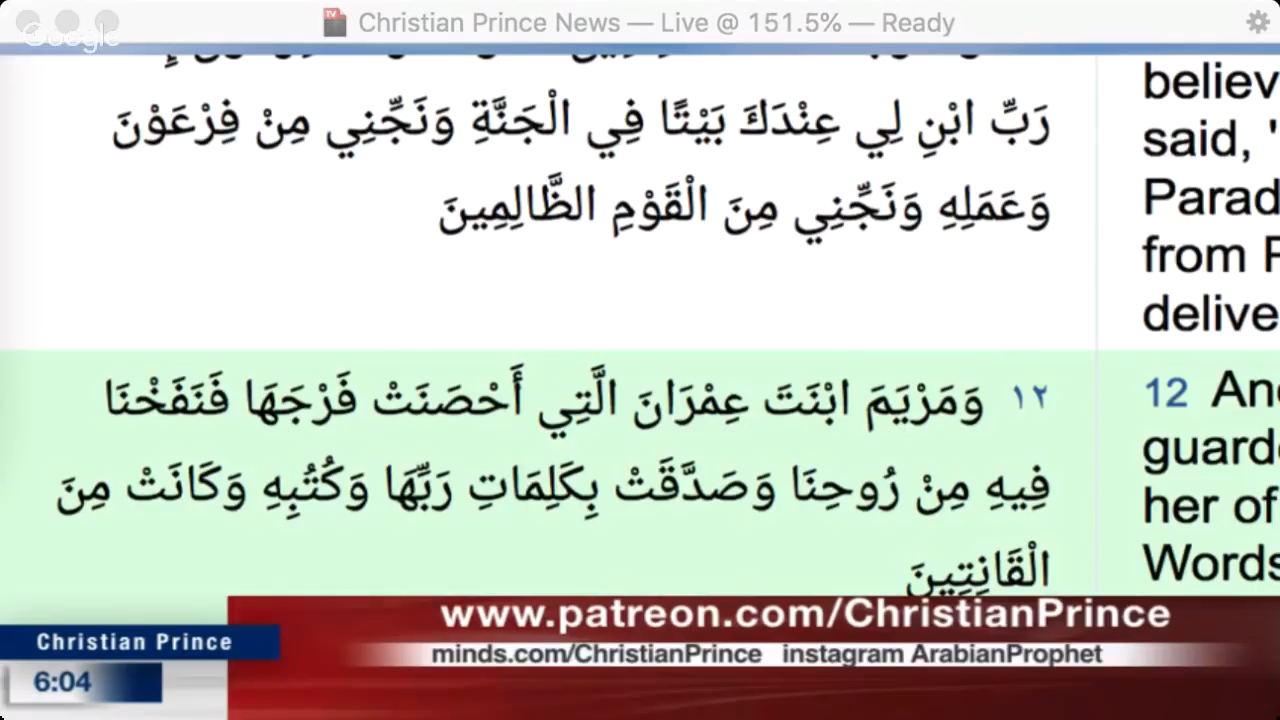 Christian Prince News — Live @ 151.5% — Ready
Google
رَبِّ ابْنِ لِي عِنْدَكَ بَيْتًا فِي الْجَنَّةِ وَنَجِّنِي مِنْ فِرْعَوْنَ
وَعَمَلِهِ وَنَجِّنِي مِنَ الْقَوْمِ الظَّالِمِينَ
١٢ وَمَرْيَمَ ابْنَتَ عِمْرَانَ الَّتِي أَحْصَنَتْ فَرْجَهَا فَنَفَخْنَا
فِيهِ مِنْ رُوحِنَا وَصَدَّقَتْ بِكَلِمَاتِ رَبِّهَا وَكُتُبِهِ وَكَانَتْ مِنَ
الْقَانِتِينَ
believ
said, '
Parad
from
delive
12 An
guard
her of
Words
www.patreon.com/ChristianPrince
minds.com/ChristianPrince instagram ArabianProphet
Christian Prince
6:04